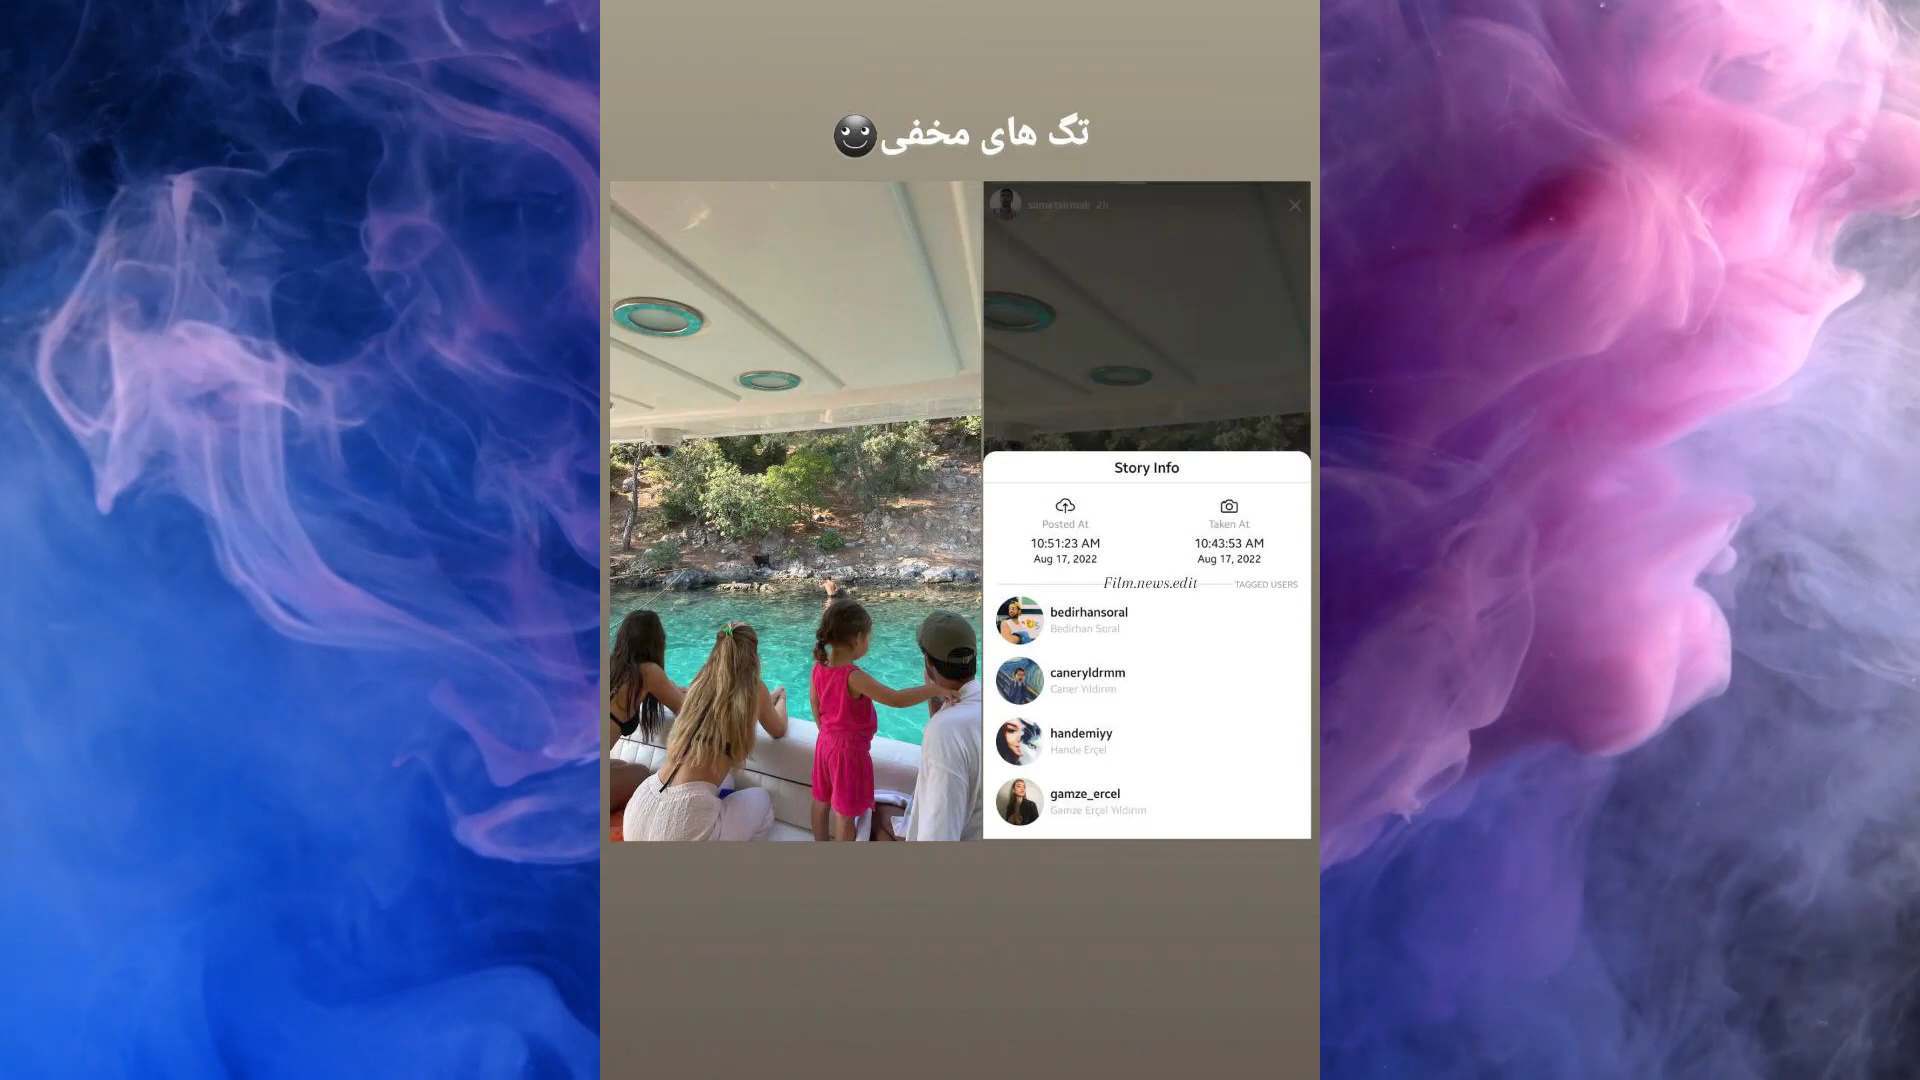 تگ های مخفی
sametsirmali 2h
Story Info
Posted At
10:51:23 AM
Aug 17, 2022
Taken At
10:43:53 AM
Aug 17, 2022
Film.news.edit
TAGGED USERS
bedirhansoral
Bedirhan Soral
caneryldrmm
Caner Yıldırım
handemiyy
Hande Erçel
gamze_ercel
Gamze Erçel Yıldırım